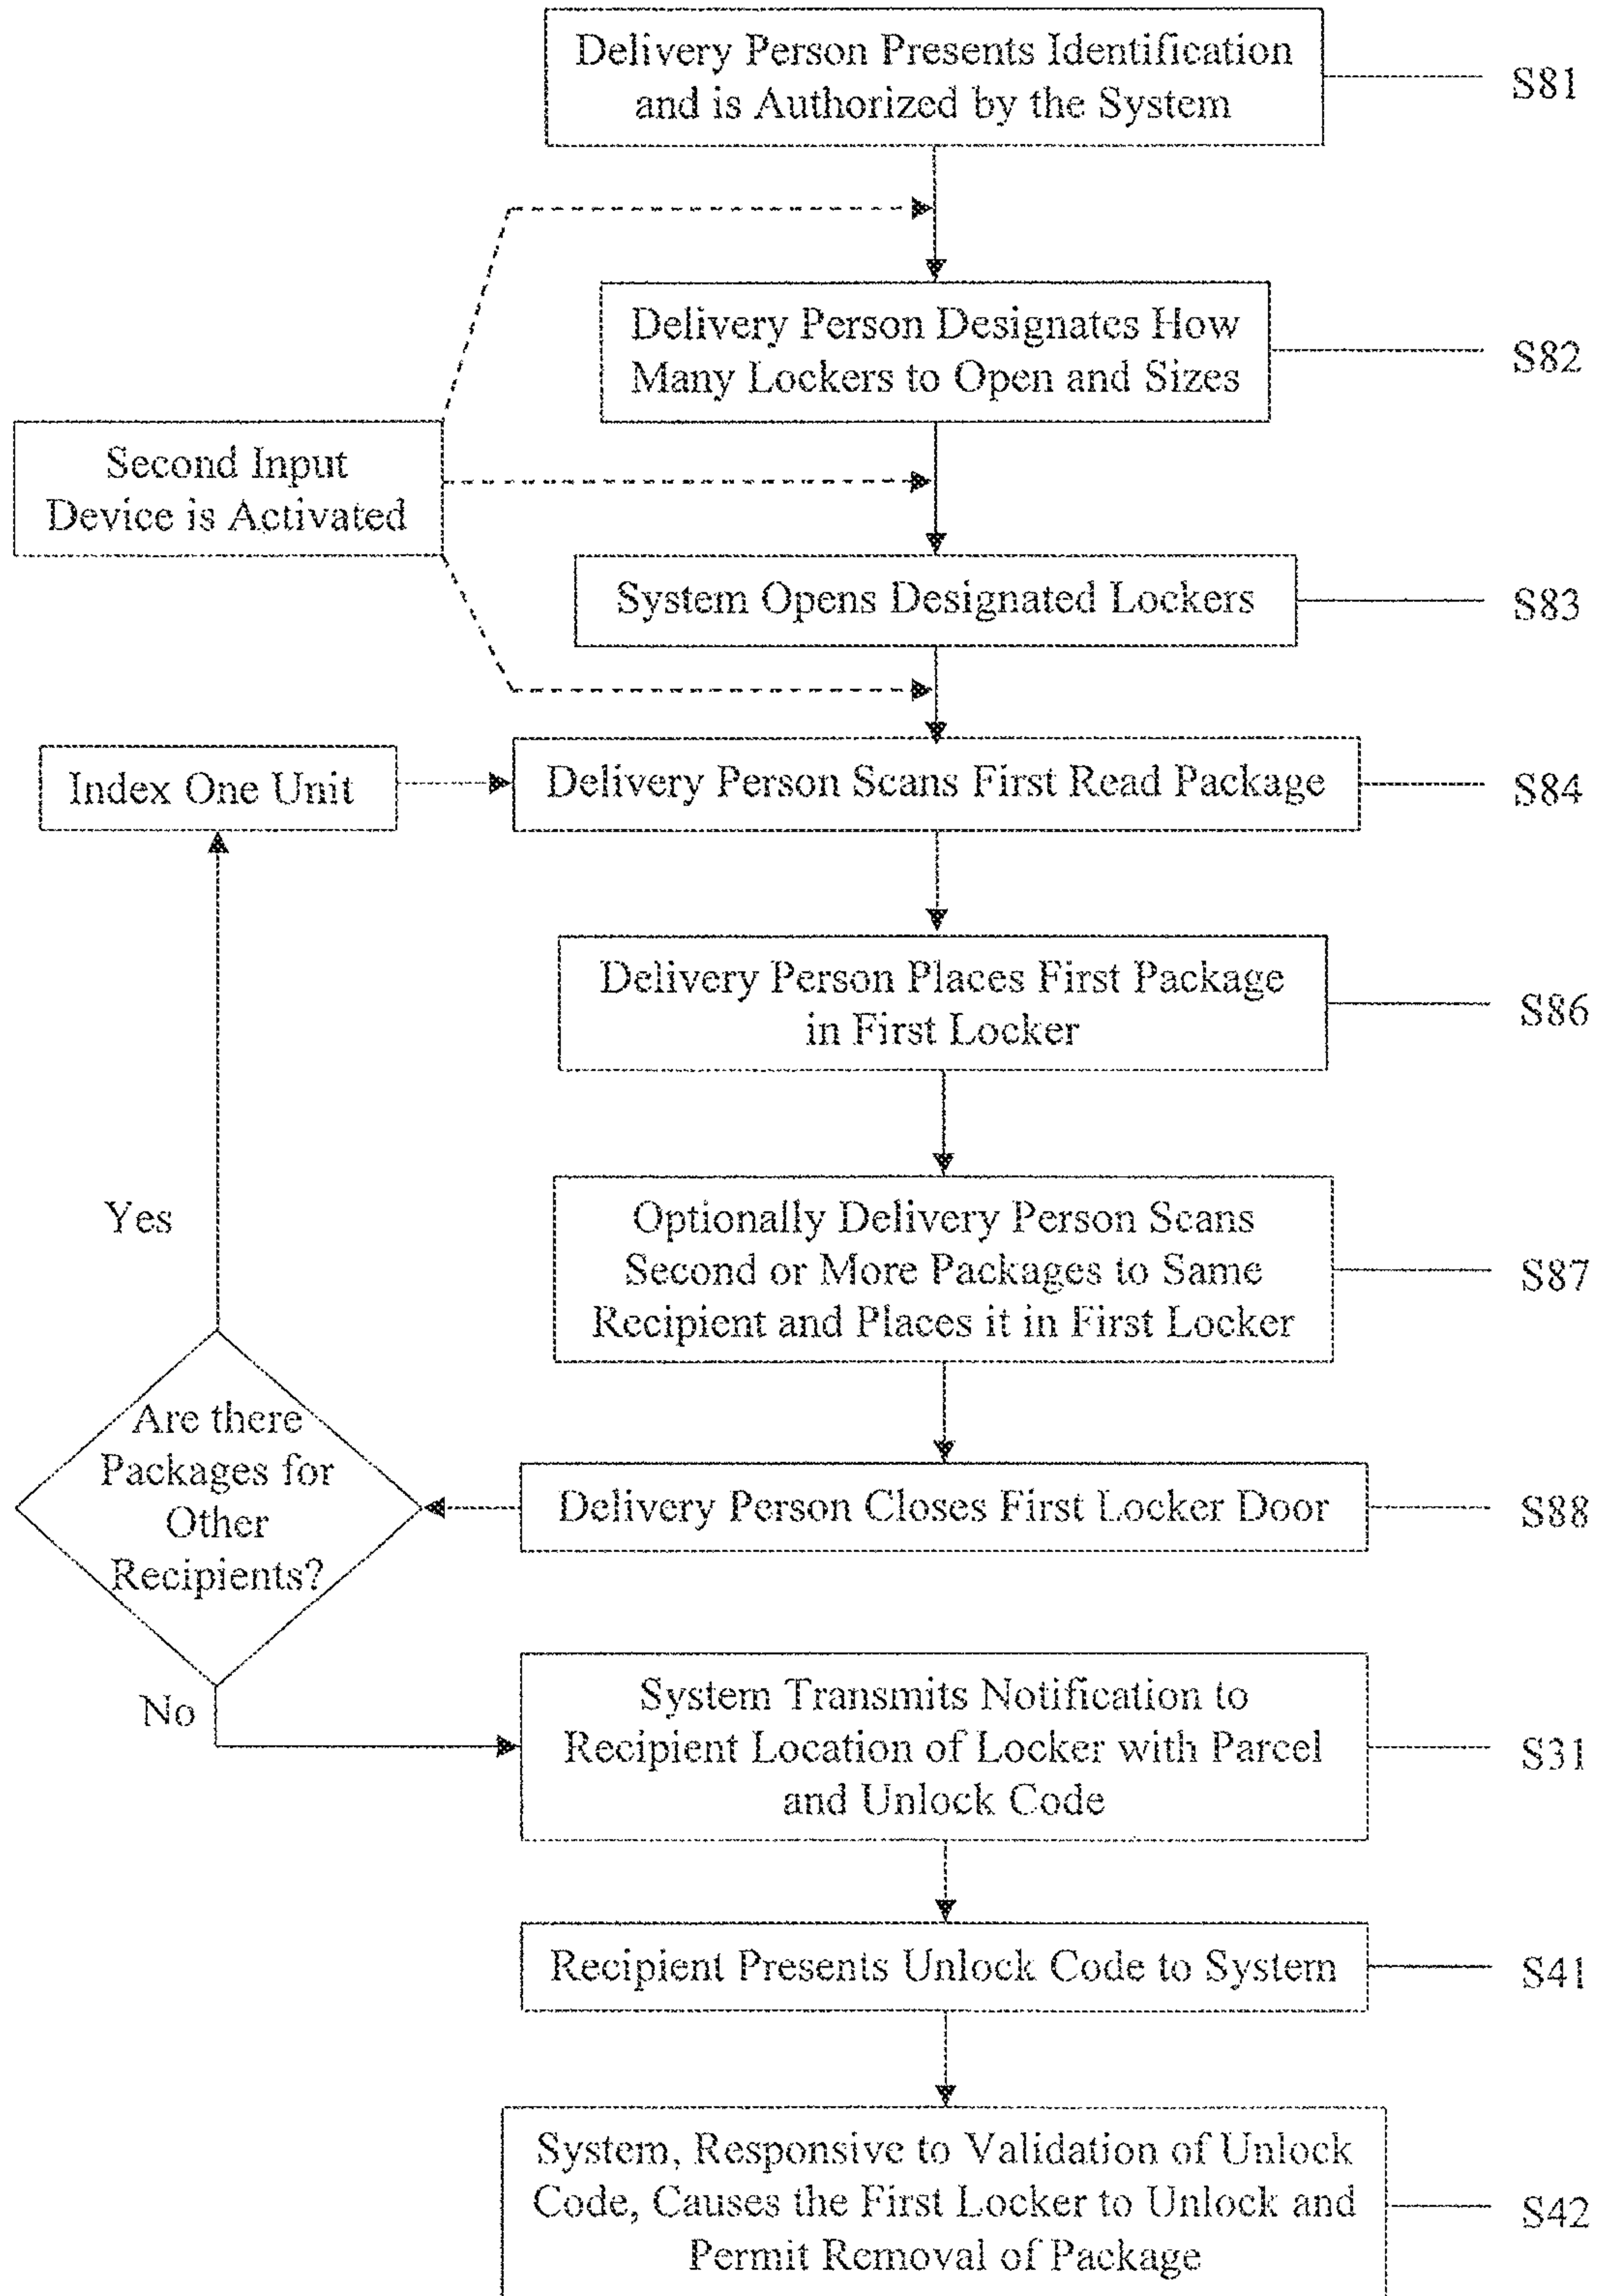 Delivery Person Presents Identification
and is Authorized by the System
S81
Delivery Person Designates How
Many Lockers to Open and Sizes
S82
Second Input
Device is Activated
System Opens Designated Lockers
S83
Index One Unit
Delivery Person Scans First Read Package
S84
Delivery Person Places First Package
in First Locker
S86
Optionally Delivery Person Scans
Second or More Packages to Same
Recipient and Places it in First Locker
S87
Yes
Are there
Packages for
Other
Recipients?
Delivery Person Closes First Locker Door
S88
No
System Transmits Notification to
Recipient Location of Locker with Parcel
and Unlock Code
S31
Recipient Presents Unlock Code to System
S41
System, Responsive to Validation of Unlock
Code, Causes the First Locker to Unlock and
Permit Removal of Package
S42